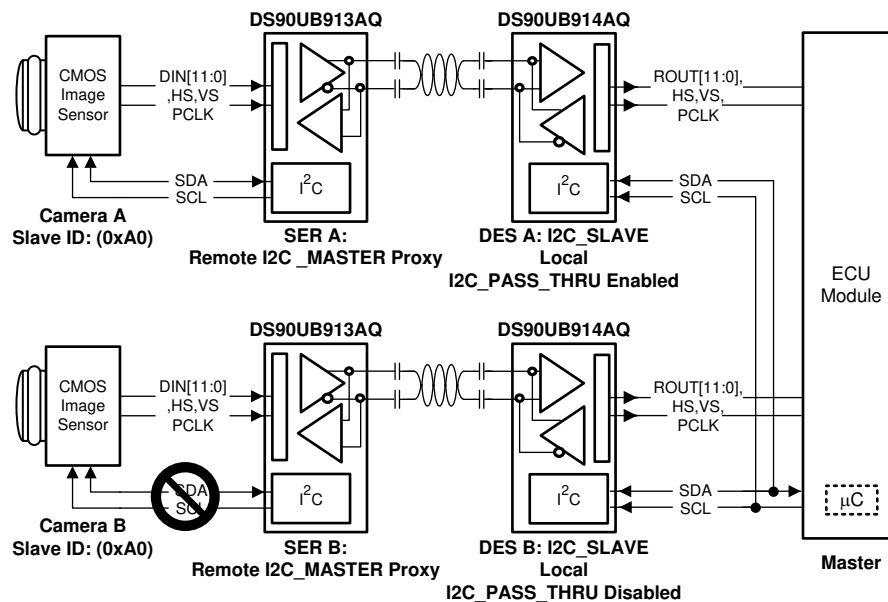 DS90UB913AQ
DS90UB914AQ
CMOS
Image
Sensor
DIN[11:0]
,HS,VS
PCLK
ROUT[11:0],
HS,VS,
PCLK
SDA
SCL
I²C
I²C
SDA
SCL
Camera A
Slave ID: (0xA0)
SER A:
Remote I2C _MASTER Proxy
DES A: I2C_SLAVE
Local
I2C_PASS_THRU Enabled
ECU
Module
DS90UB913AQ
DS90UB914AQ
CMOS
Image
Sensor
DIN[11:0]
,HS,VS
PCLK
ROUT[11:0],
HS,VS,
PCLK
SDA
SCL
I²C
I²C
SDA
SCL
µC
Camera B
Slave ID: (0xA0)
SER B:
Remote I2C_MASTER Proxy
DES B: I2C_SLAVE
Local
I2C_PASS_THRU Disabled
Master